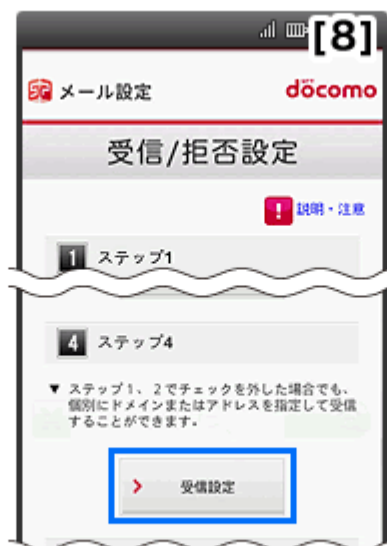 [8]
メール設定
döcomo
受信/拒否設定
! 説明・注意
1 ステップ1
4 ステップ4
▼ ステップ1、2でチェックを外した場合でも、
個別にドメインまたはアドレスを指定して受信
することができます。
受信設定